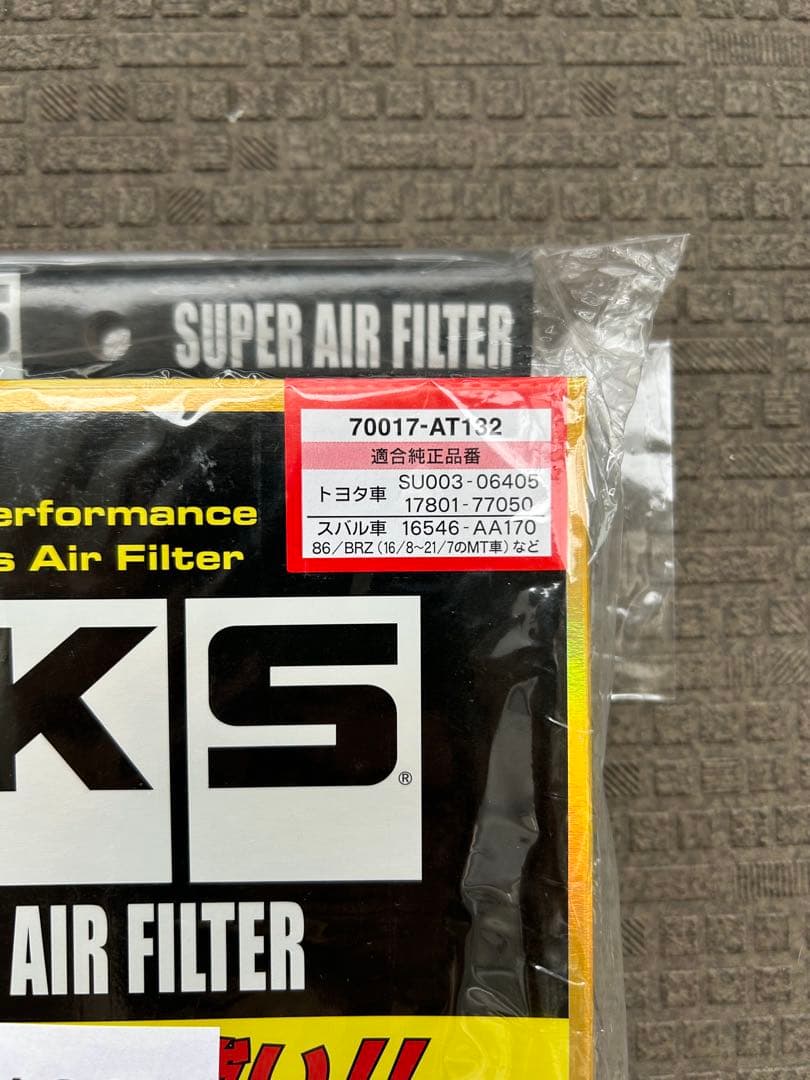 SUPER AIR FILTER
70017-AT132
適合純正品番
トヨタ車 SU003-06405
17801-77050
スバル車 16546-AA170
86/BRZ(16/8~21/7のMT車)など
erformance
s Air Filter
KS®
AIR FILTER
!!